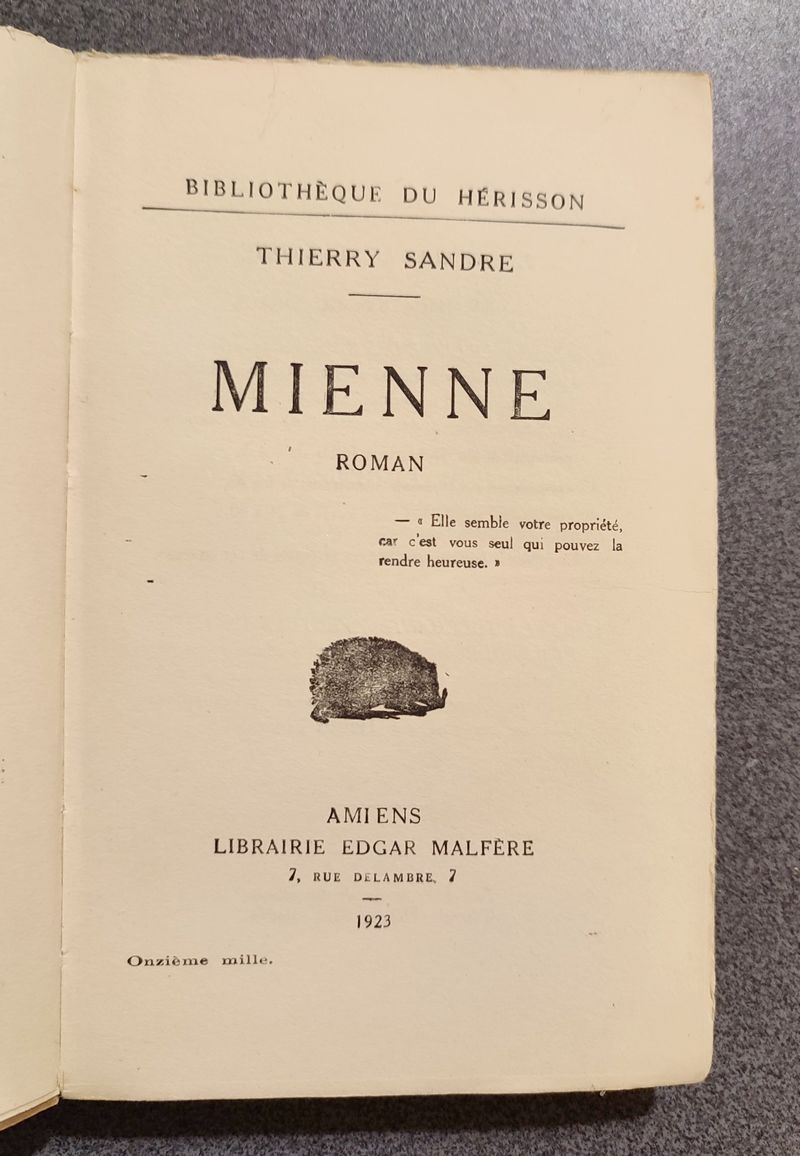 BIBLIOTHÈQUE DU HÉRISSON
THIERRY SANDRE
MIENNE
ROMAN
— « Elle semble votre propriété,
car c'est vous seul qui pouvez la
rendre heureuse. »
AMIENS
LIBRAIRIE EDGAR MALFÈRE
7, RUE DELAMBRE, 7
1923
Onzième mille.